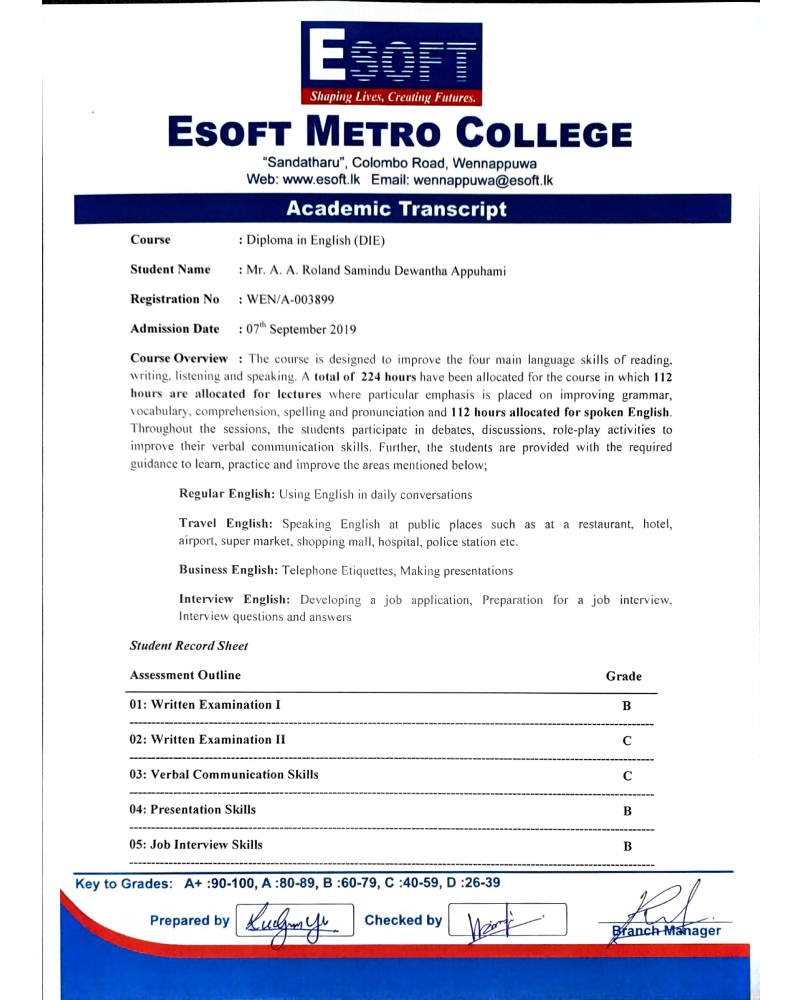 ESOFT
Shaping Lives, Creating Futures.
ESOFT METRO COLLEGE
"Sandatharu", Colombo Road, Wennappuwa
Web: www.esoft.lk   Email: wennappuwa@esoft.lk
Academic Transcript
Course : Diploma in English (DIE)
Student Name : Mr. A. A. Roland Samindu Dewantha Appuhami
Registration No : WEN/A-003899
Admission Date : 07th September 2019
Course Overview : The course is designed to improve the four main language skills of reading,
writing, listening and speaking. A total of 224 hours have been allocated for the course in which 112
hours are allocated for lectures where particular emphasis is placed on improving grammar,
vocabulary, comprehension, spelling and pronunciation and 112 hours allocated for spoken English.
Throughout the sessions, the students participate in debates, discussions, role-play activities to
improve their verbal communication skills. Further, the students are provided with the required
guidance to learn, practice and improve the areas mentioned below;
Regular English: Using English in daily conversations
Travel English: Speaking English at public places such as at a restaurant, hotel,
airport, super market, shopping mall, hospital, police station etc.
Business English: Telephone Etiquettes, Making presentations
Interview English: Developing a job application, Preparation for a job interview,
Interview questions and answers
Student Record Sheet
Assessment Outline Grade
01: Written Examination I B
02: Written Examination II C
03: Verbal Communication Skills C
04: Presentation Skills B
05: Job Interview Skills B
Key to Grades: A+ :90-100, A :80-89, B :60-79, C :40-59, D :26-39
Prepared by Checked by
Branch Manager